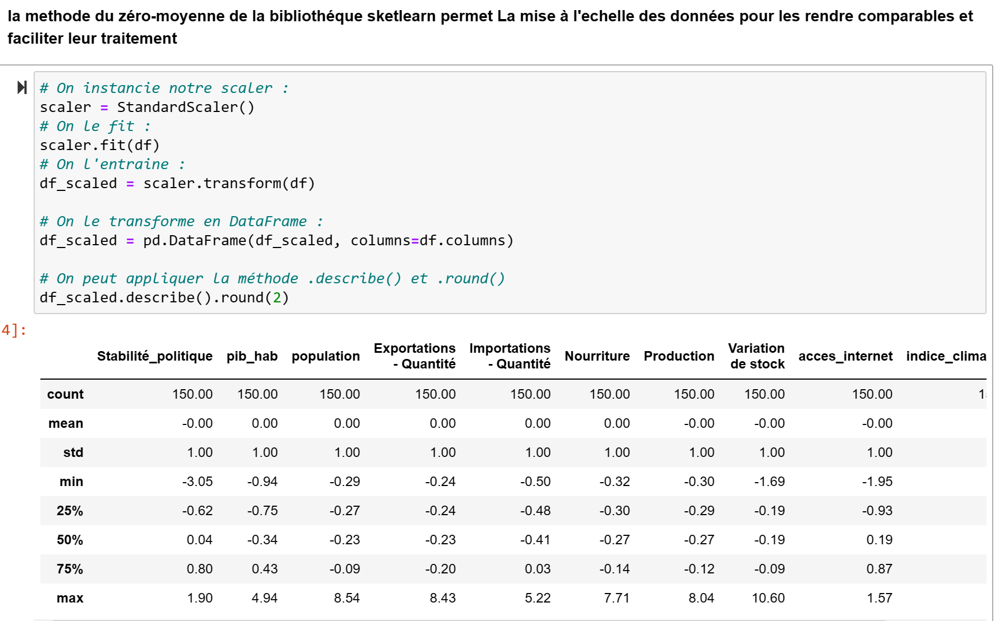 la methode du zéro-moyenne de la bibliothéque sketlearn permet La mise à l'echelle des données pour les rendre comparables et
faciliter leur traitement
# On instancie notre scaler :
scaler = StandardScaler()
# On le fit :
scaler.fit(df)
# On l'entraine :
df_scaled = scaler.transform(df)
# On le transforme en DataFrame :
df_scaled = pd.DataFrame(df_scaled, columns=df.columns)
# On peut appliquer la méthode .describe() et .round()
df_scaled.describe().round(2)
4]:
Stabilité_politique pib_hab population Exportations - Quantité Importations - Quantité Nourriture Production Variation de stock acces_internet indice_clima
count 150.00 150.00 150.00 150.00 150.00 150.00 150.00 150.00 150.00
mean -0.00 0.00 0.00 0.00 0.00 0.00 -0.00 -0.00 -0.00
std 1.00 1.00 1.00 1.00 1.00 1.00 1.00 1.00 1.00
min -3.05 -0.94 -0.29 -0.24 -0.50 -0.32 -0.30 -1.69 -1.95
25% -0.62 -0.75 -0.27 -0.24 -0.48 -0.30 -0.29 -0.19 -0.93
50% 0.04 -0.34 -0.23 -0.23 -0.41 -0.27 -0.27 -0.19 0.19
75% 0.80 0.43 -0.09 -0.20 0.03 -0.14 -0.12 -0.09 0.87
max 1.90 4.94 8.54 8.43 5.22 7.71 8.04 10.60 1.57